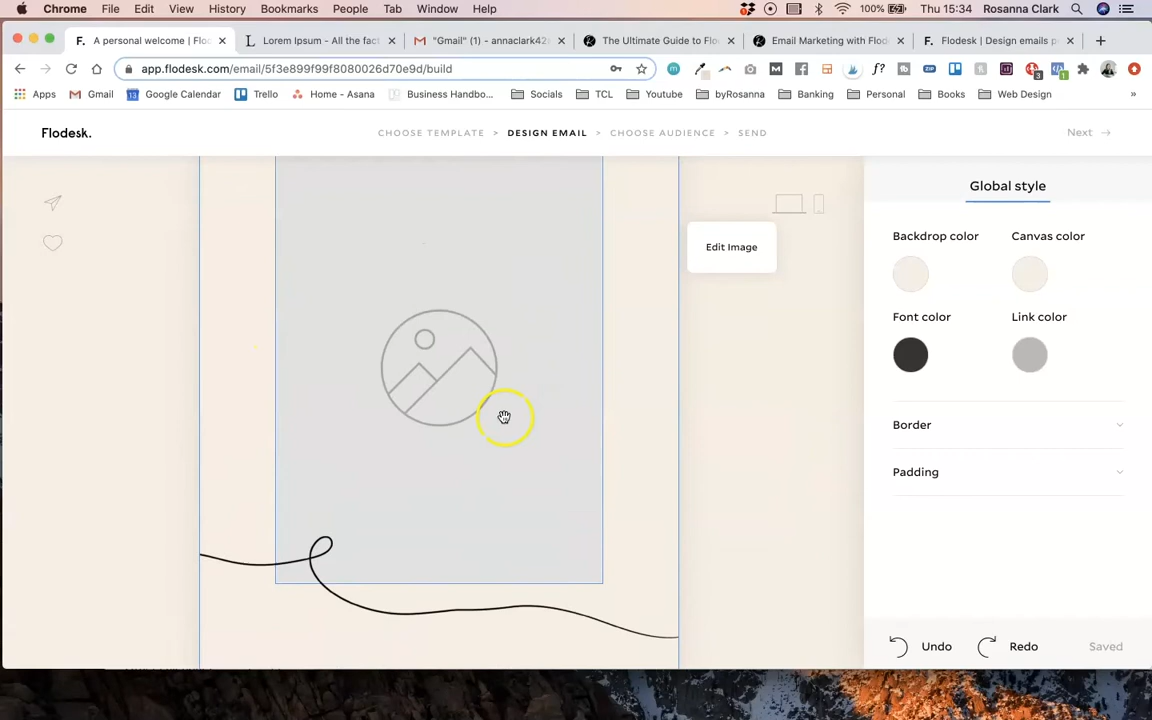 Chrome File Edit View History Bookmarks People Tab Window Help 100% Thu 15:34 Rosanna Clark
F. A personal welcome | Flo L Lorem Ipsum - All the fac "Gmail" (1) - annaclark42 The Ultimate Guide to Flo Email Marketing with Flod F. Flodesk | Design emails p
app.flodesk.com/email/5f3e899f99f8080026d70e9d/build
Apps Gmail Google Calendar Trello Home - Asana Business Handbo... Socials TCL Youtube byRosanna Banking Personal Books Web Design »
Flodesk. CHOOSE TEMPLATE > DESIGN EMAIL > CHOOSE AUDIENCE > SEND Next
Edit Image
Global style
Backdrop color Canvas color
Font color Link color
Border
Padding
Undo Redo Saved